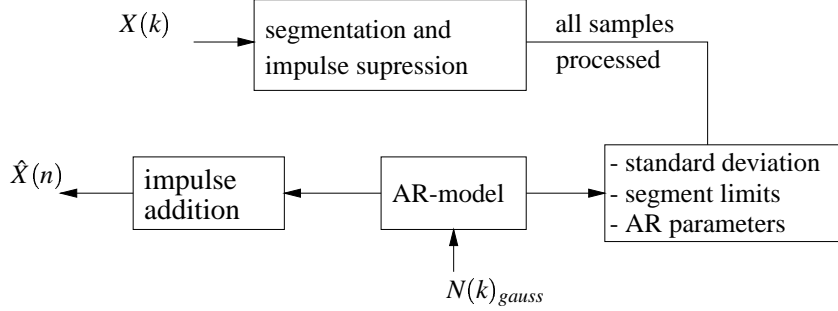 X(k)
segmentation and
impulse supression
all samples
processed
X̂(n)
impulse
addition
AR-model
- standard deviation
- segment limits
- AR parameters
N(k)gauss